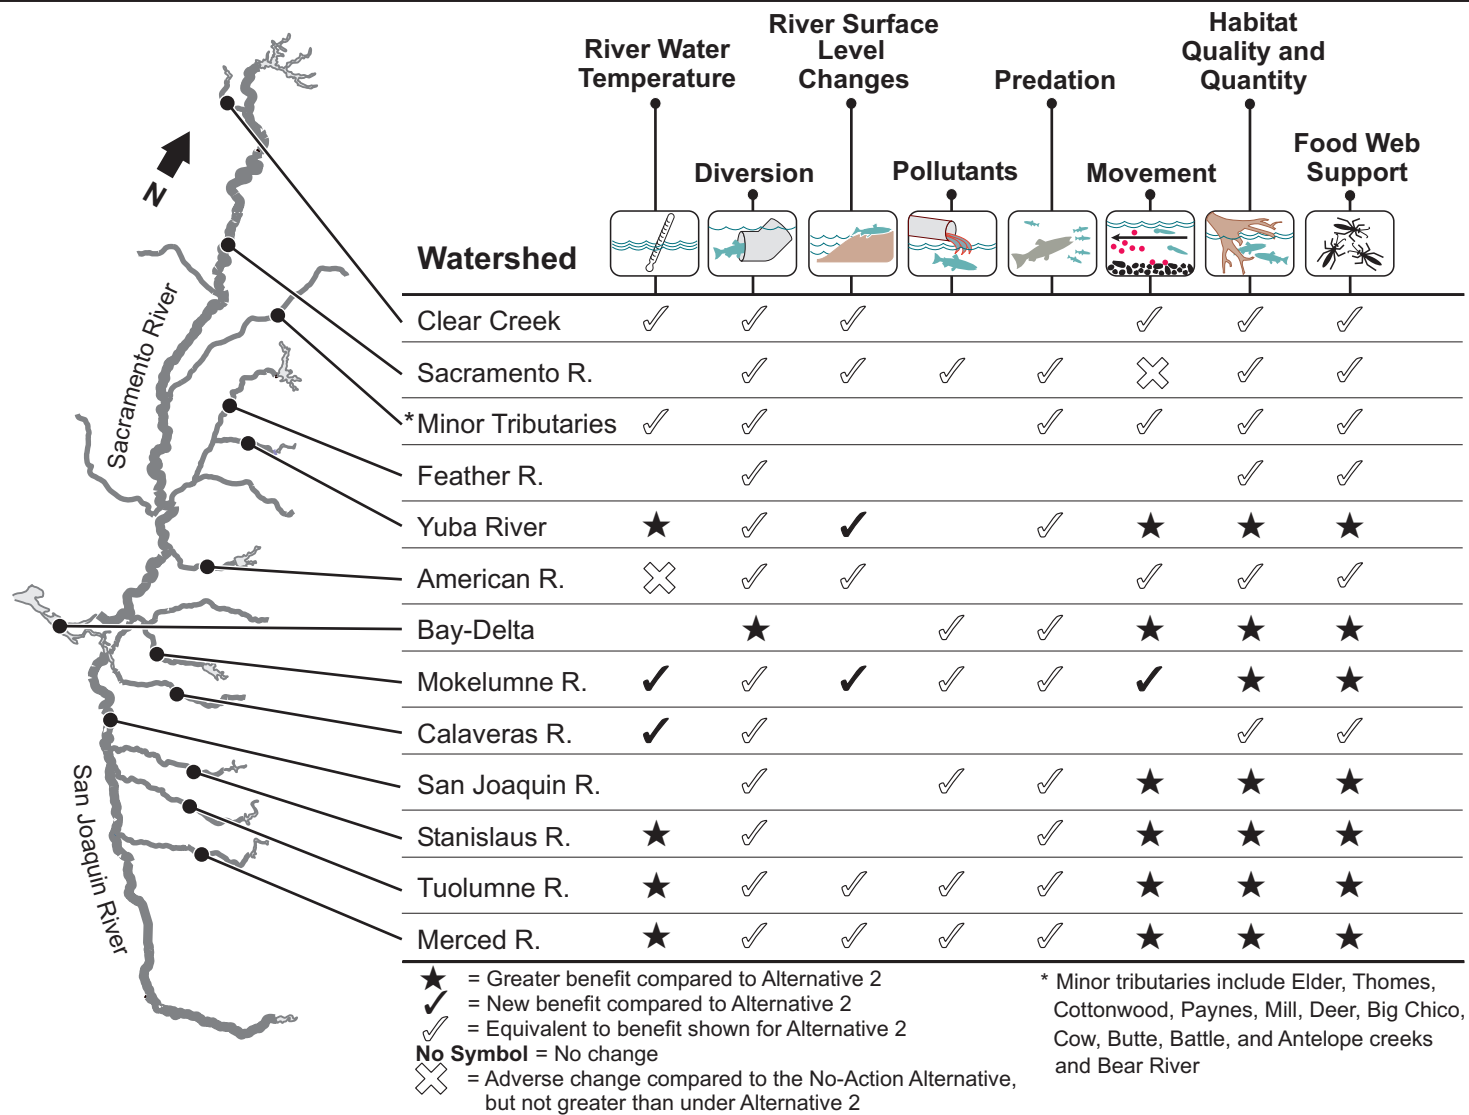 River Water
Temperature
River Surface
Level
Changes
Predation
Habitat
Quality and
Quantity
Diversion
Pollutants
Movement
Food Web
Support
N
Sacramento River
San Joaquin River
Watershed
Clear Creek
Sacramento R.
*Minor Tributaries
Feather R.
Yuba River
American R.
Bay-Delta
Mokelumne R.
Calaveras R.
San Joaquin R.
Stanislaus R.
Tuolumne R.
Merced R.
= Greater benefit compared to Alternative 2
= New benefit compared to Alternative 2
= Equivalent to benefit shown for Alternative 2
No Symbol = No change
= Adverse change compared to the No-Action Alternative,
but not greater than under Alternative 2
* Minor tributaries include Elder, Thomes,
Cottonwood, Paynes, Mill, Deer, Big Chico,
Cow, Butte, Battle, and Antelope creeks
and Bear River